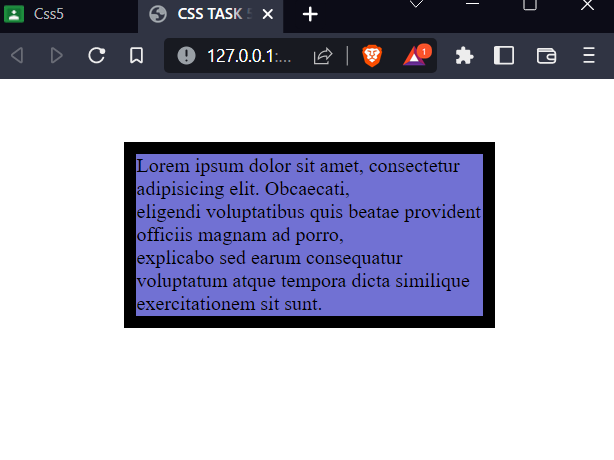 Css5
CSS TASK 5
127.0.0.1:...
1
Lorem ipsum dolor sit amet, consectetur
adipisicing elit. Obcaecati,
eligendi voluptatibus quis beatae provident
officiis magnam ad porro,
explicabo sed earum consequatur
voluptatum atque tempora dicta similique
exercitationem sit sunt.